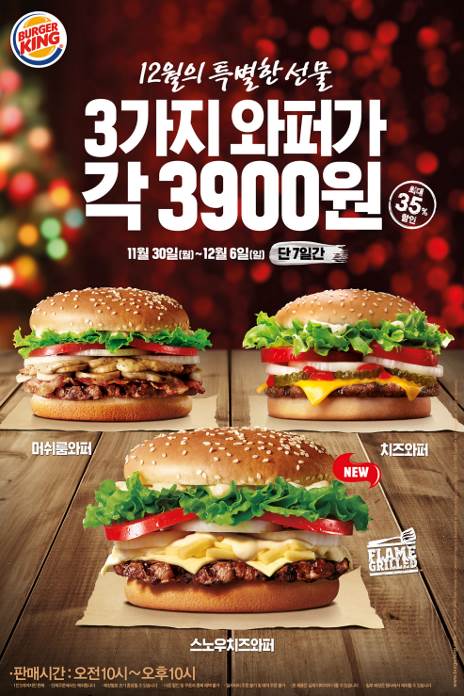 BURGER
KING
12월의 특별한 선물
3가지 와퍼가
각 3900원
최대
35%
할인
11월 30일(월)~12월 6일(일) 단 7일간
머쉬룸와퍼
치즈와퍼
NEW
FLAME
GRILLED
스노우치즈와퍼
·판매시간 : 오전10시~오후10시